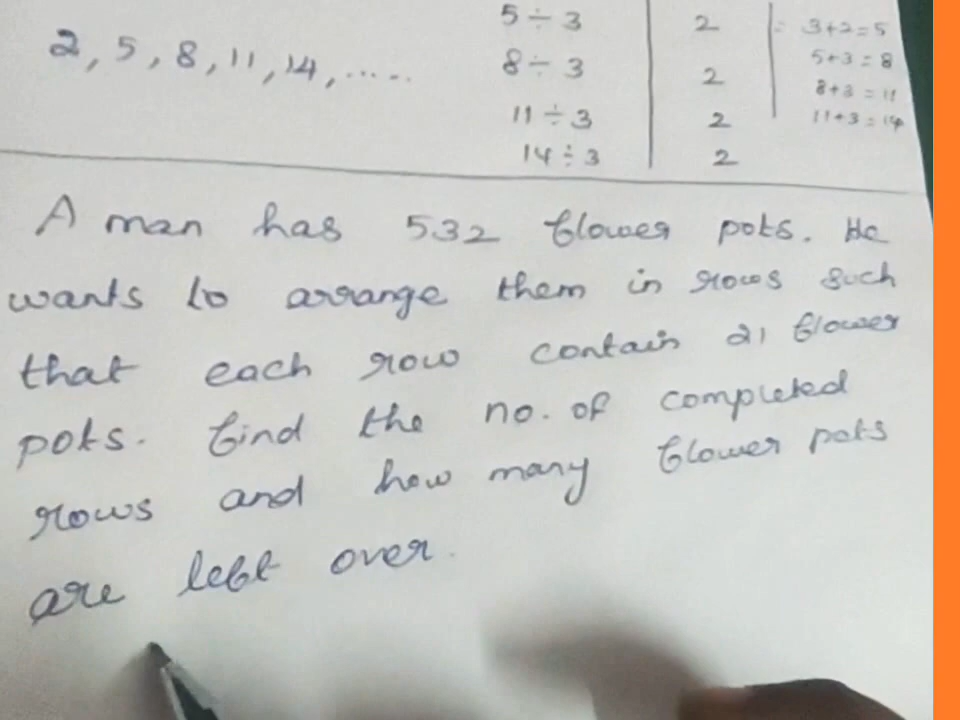 2, 5, 8, 11, 14, .....
5 ÷ 3 2 3+2=5
8 ÷ 3 2 5+3=8
11 ÷ 3 2 8+3=11
14 ÷ 3 2 11+3=14
A man has 532 flower pots. He
wants to arrange them in rows such
that each row contain 21 flower
pots. find the no. of completed
rows and how many flower pots
are left over.